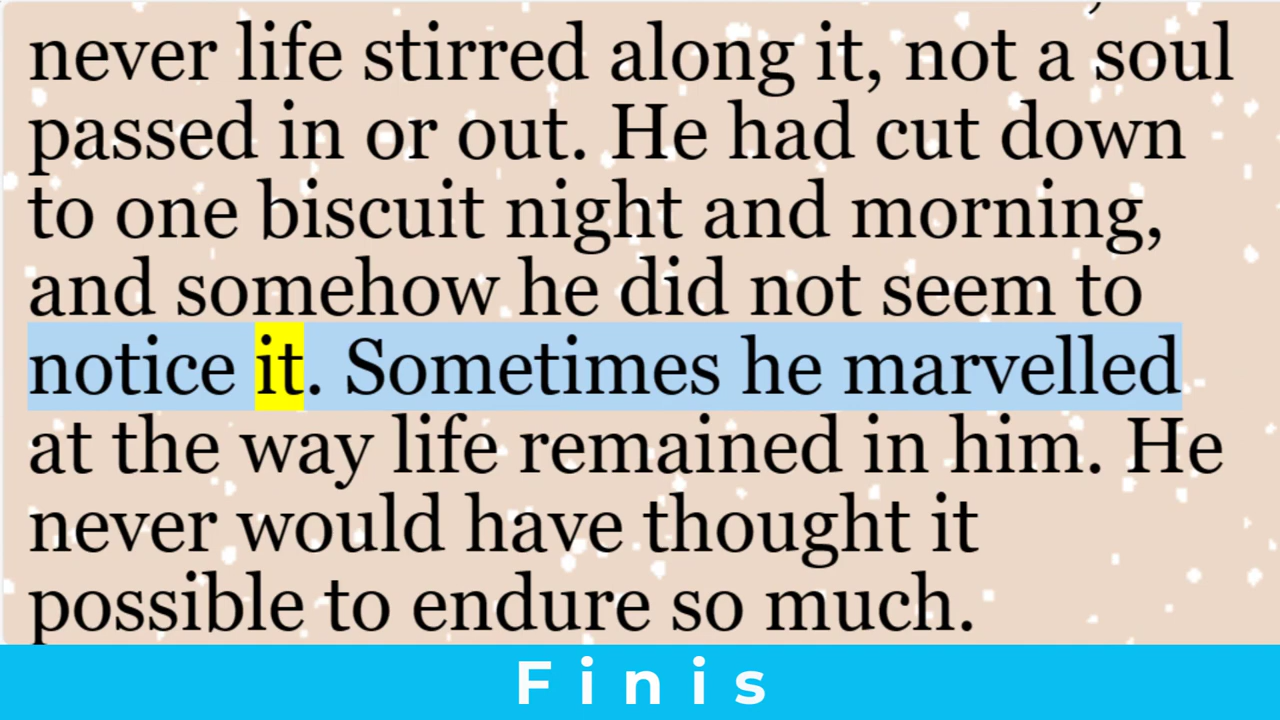 never life stirred along it, not a soul
passed in or out. He had cut down
to one biscuit night and morning,
and somehow he did not seem to
notice it. Sometimes he marvelled
at the way life remained in him. He
never would have thought it
possible to endure so much.
Finis